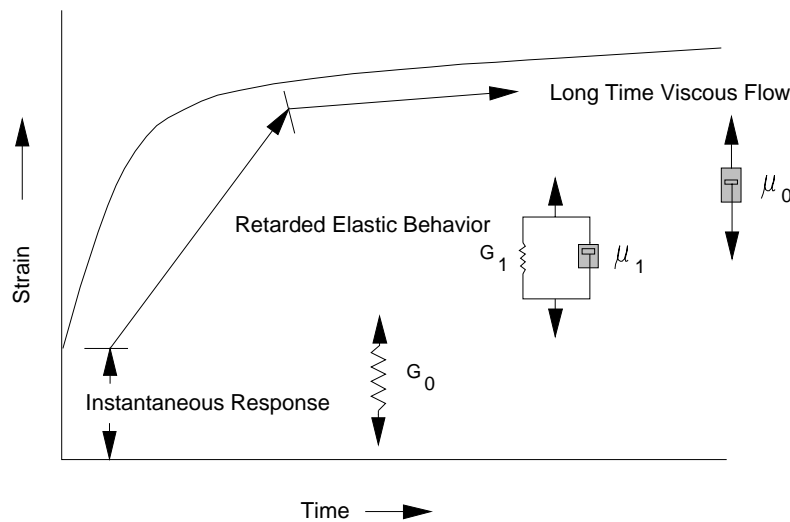 Long Time Viscous Flow
μ0
Retarded Elastic Behavior
G1
μ1
Strain
G0
Instantaneous Response
Time